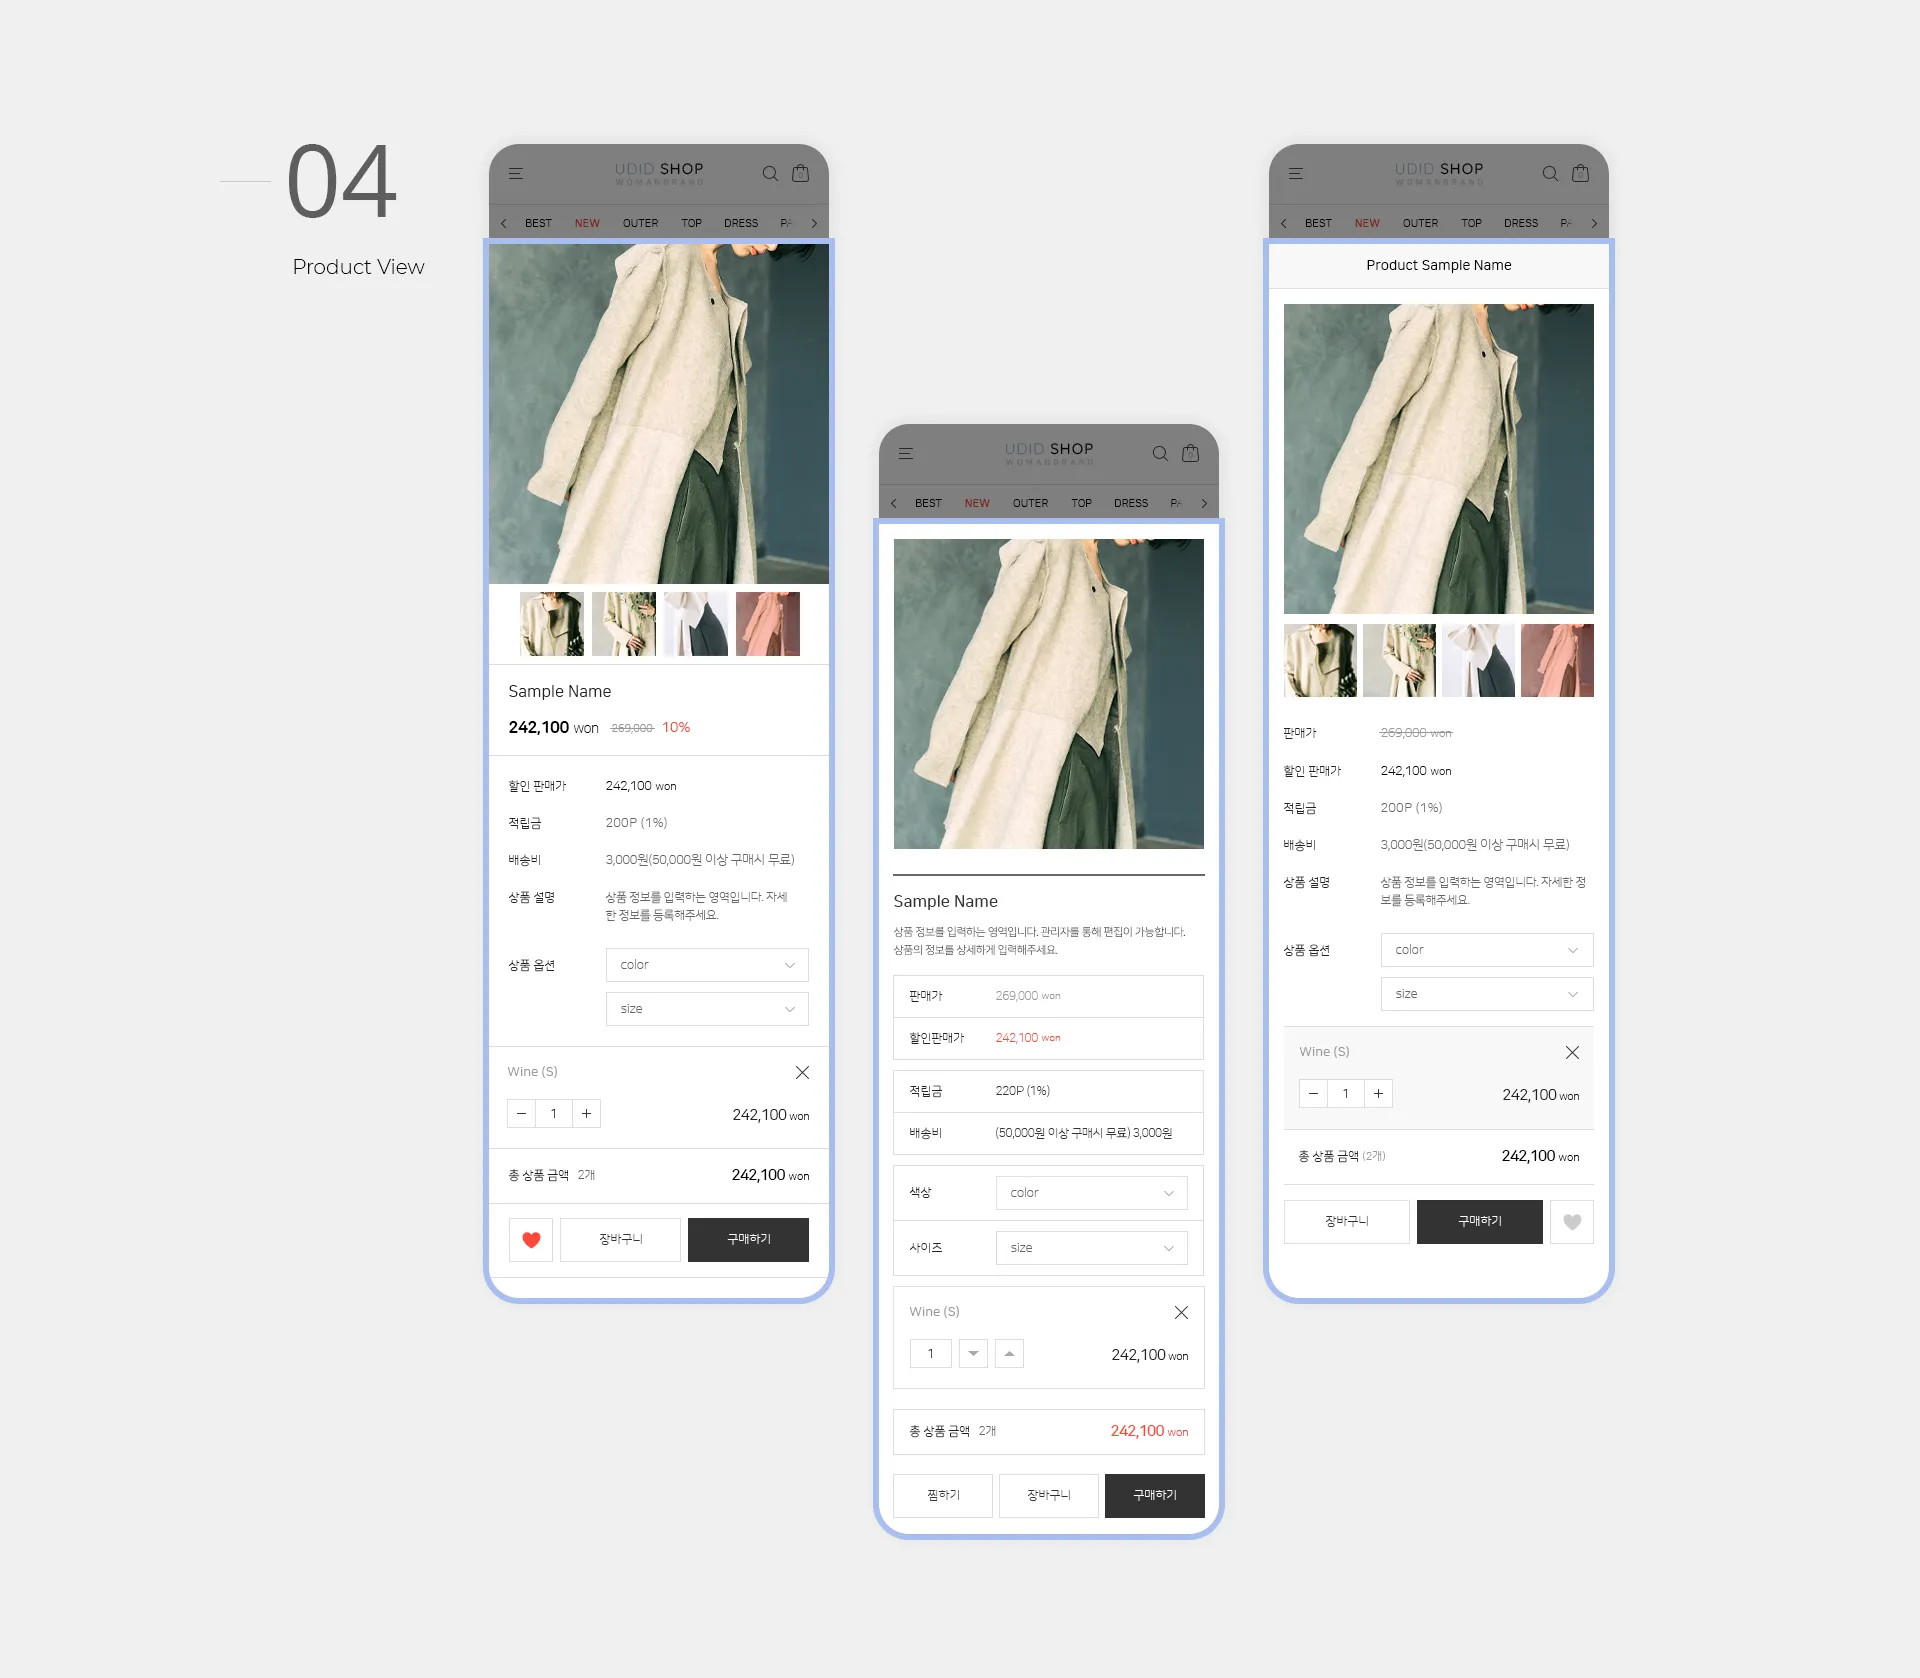 04
Product View
UDID SHOP
WOMANBRAND
0
BEST NEW OUTER TOP DRESS
Sample Name
242,100 won 269,000 10%
할인 판매가 242,100 won
적립금 200P (1%)
배송비 3,000원(50,000원 이상 구매시 무료)
상품 설명 상품 정보를 입력하는 영역입니다. 자세
한 정보를 등록해주세요.
상품 옵션 color
size
Wine (S)
1 242,100 won
총 상품 금액 2개 242,100 won
장바구니 구매하기
UDID SHOP
WOMANBRAND
0
BEST NEW OUTER TOP DRESS
Sample Name
상품 정보를 입력하는 영역입니다. 관리자를 통해 편집이 가능합니다.
상품의 정보를 상세하게 입력해주세요.
판매가 269,000 won
할인판매가 242,100 won
적립금 220P (1%)
배송비 (50,000원 이상 구매시 무료) 3,000원
색상 color
사이즈 size
Wine (S)
1 242,100 won
총 상품 금액 2개 242,100 won
찜하기 장바구니 구매하기
UDID SHOP
WOMANBRAND
0
BEST NEW OUTER TOP DRESS
Product Sample Name
판매가 269,000 won
할인 판매가 242,100 won
적립금 200P (1%)
배송비 3,000원(50,000원 이상 구매시 무료)
상품 설명 상품 정보를 입력하는 영역입니다. 자세한 정
보를 등록해주세요.
상품 옵션 color
size
Wine (S)
1 242,100 won
총 상품 금액 (2개) 242,100 won
장바구니 구매하기